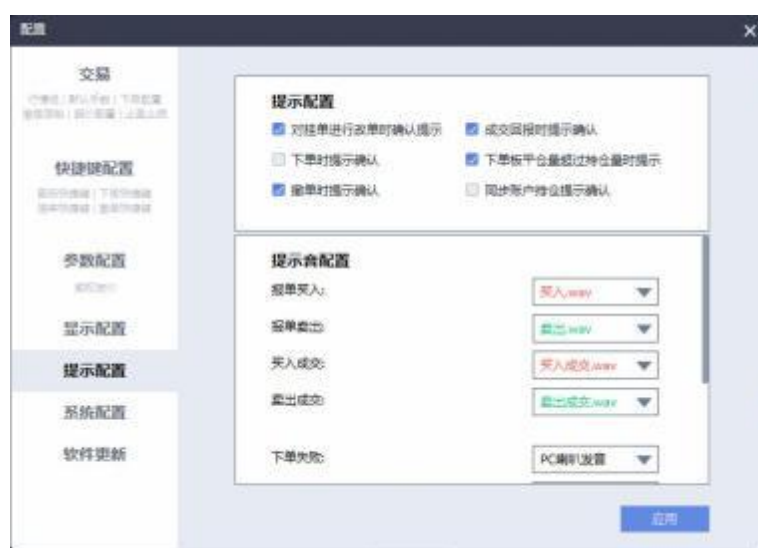 配置
交易
快捷键配置
参数配置
显示配置
提示配置
系统配置
软件更新
提示配置
对挂单进行改单时确认提示
成交回报时提示确认
下单时提示确认
下单板平仓量超过持仓量时提示
撤单时提示确认
同步账户持仓提示确认
提示音配置
报单买入: 买入.wav
报单卖出: 卖出.wav
买入成交: 买入成交.wav
卖出成交: 卖出成交.wav
下单失败: PC喇叭发音
应用